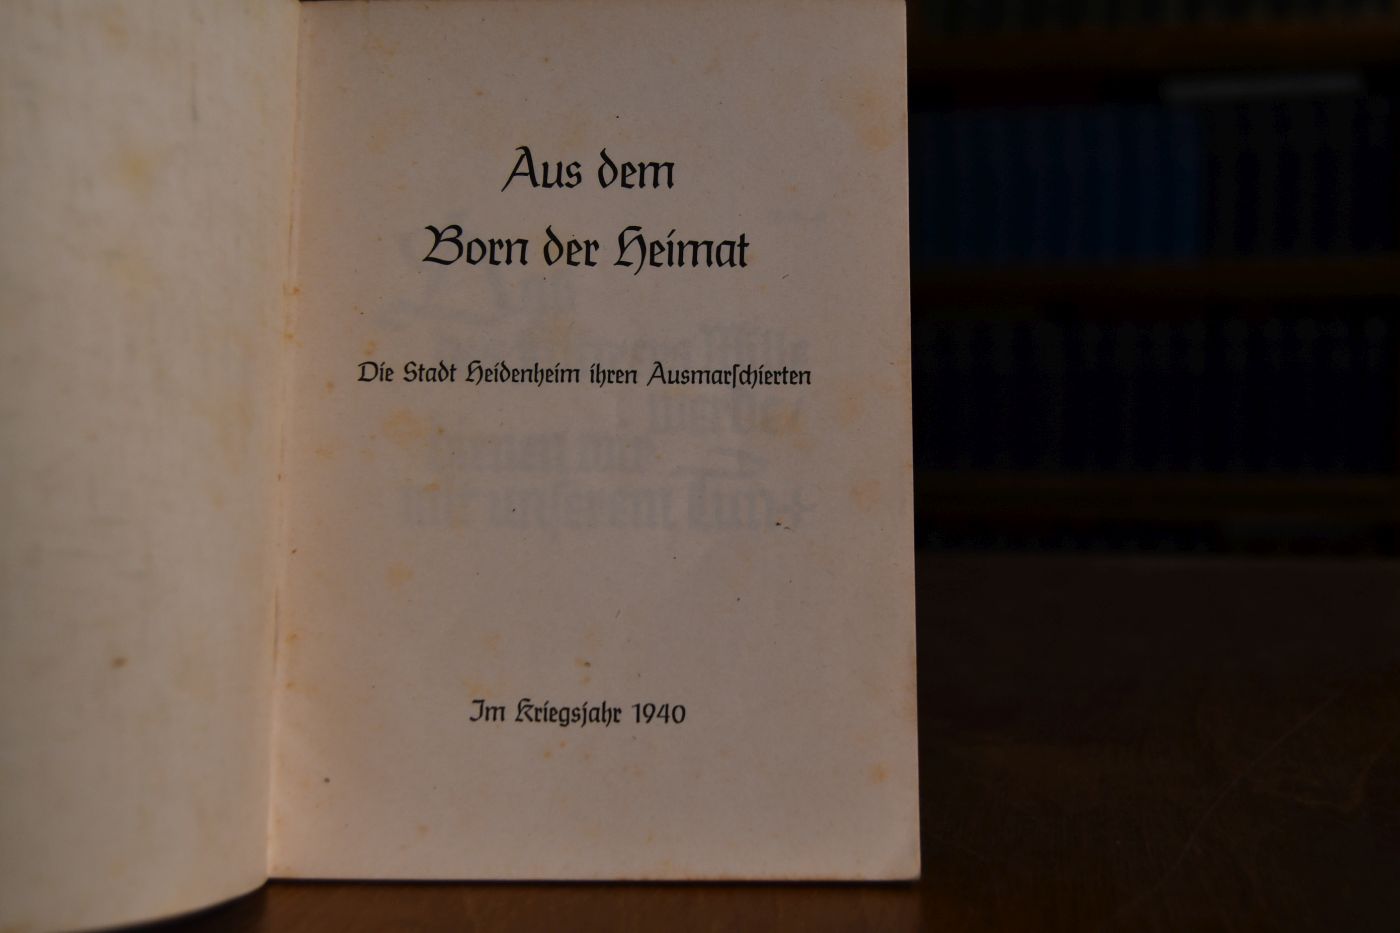 Aus dem
Born der Heimat
Die Stadt Heidenheim ihren Ausmarſchierten
Im Kriegsjahr 1940